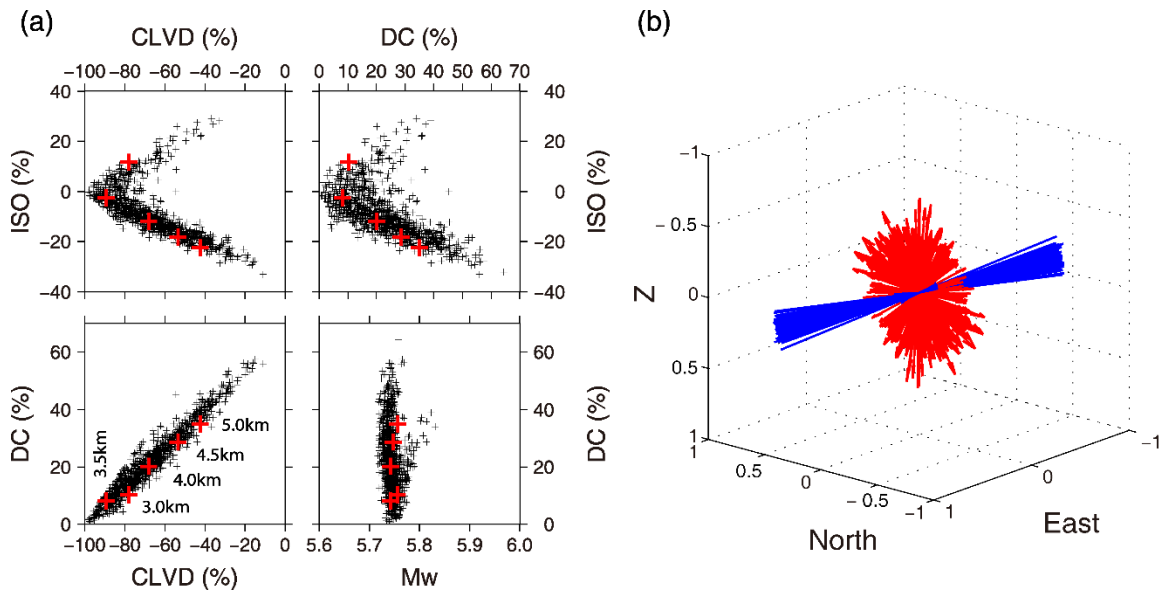 (a)
CLVD (%)
DC (%)
−100 −80 −60 −40 −20 0
0 10 20 30 40 50 60 70
ISO (%)
40
20
0
−20
−40
40
20
0
−20
−40
ISO (%)
DC (%)
60
40
20
0
3.5km
3.0km
4.0km
4.5km
5.0km
60
40
20
0
DC (%)
−100 −80 −60 −40 −20 0
5.6 5.7 5.8 5.9 6.0
CLVD (%)
Mw
(b)
Z
−1
− 0.5
0
0.5
1
1
0.5
0
− 0.5
−1
North
1
0
−1
East